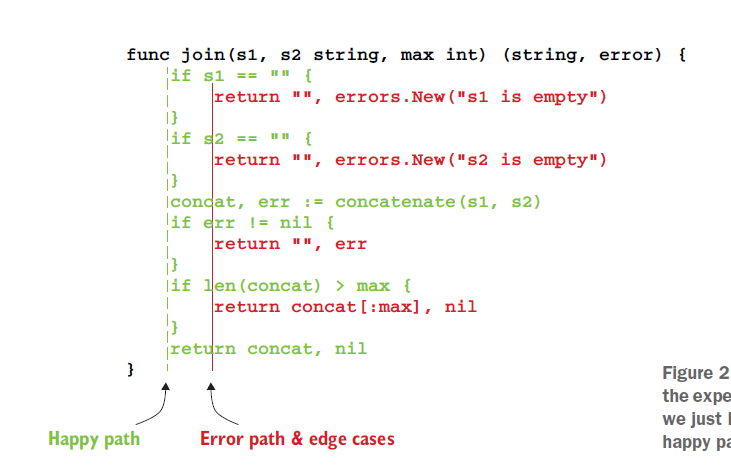 func join(s1, s2 string, max int) (string, error) {
if s1 == "" {
return "", errors.New("s1 is empty")
}
if s2 == "" {
return "", errors.New("s2 is empty")
}
concat, err := concatenate(s1, s2)
if err != nil {
return "", err
}
if len(concat) > max {
return concat[:max], nil
}
return concat, nil
}
Happy path
Error path & edge cases
Figure 2
the expe
we just
happy pa